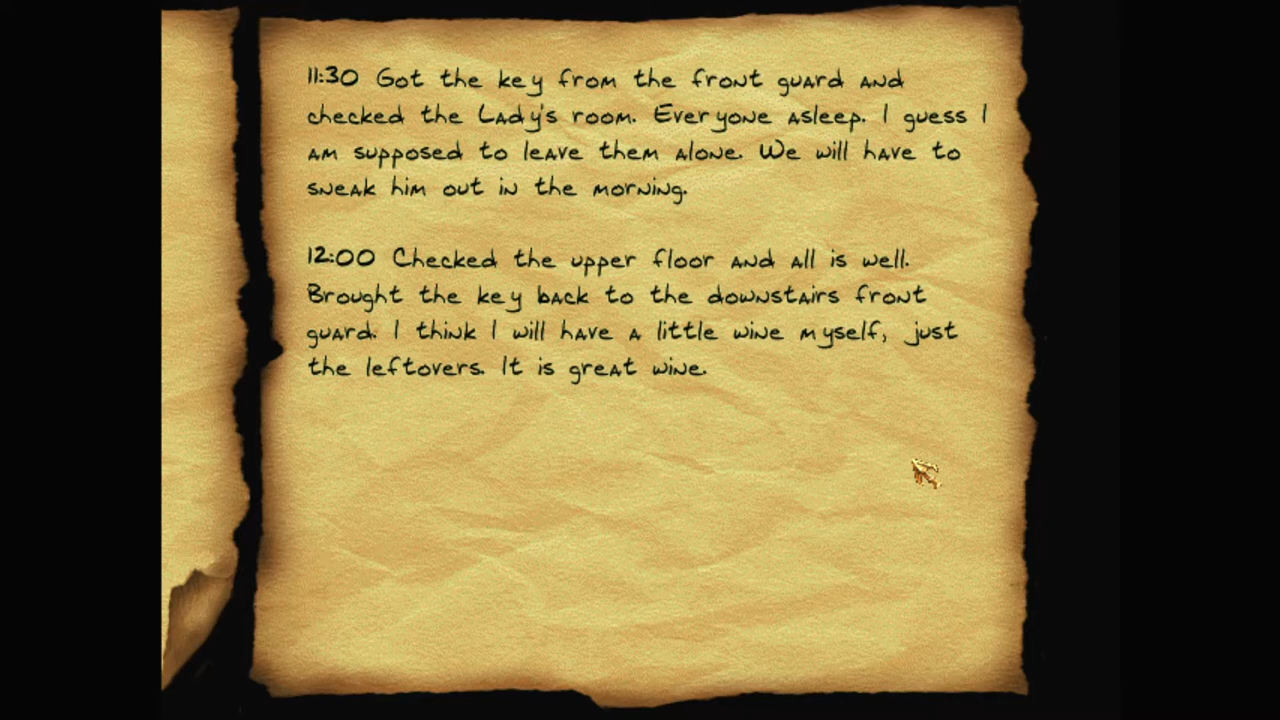 11:30 Got the key from the front guard and
checked the Lady's room. Everyone asleep. I guess I
am supposed to leave them alone. We will have to
sneak him out in the morning.
12:00 Checked the upper floor and all is well.
Brought the key back to the downstairs front
guard. I think I will have a little wine myself, just
the leftovers. It is great wine.